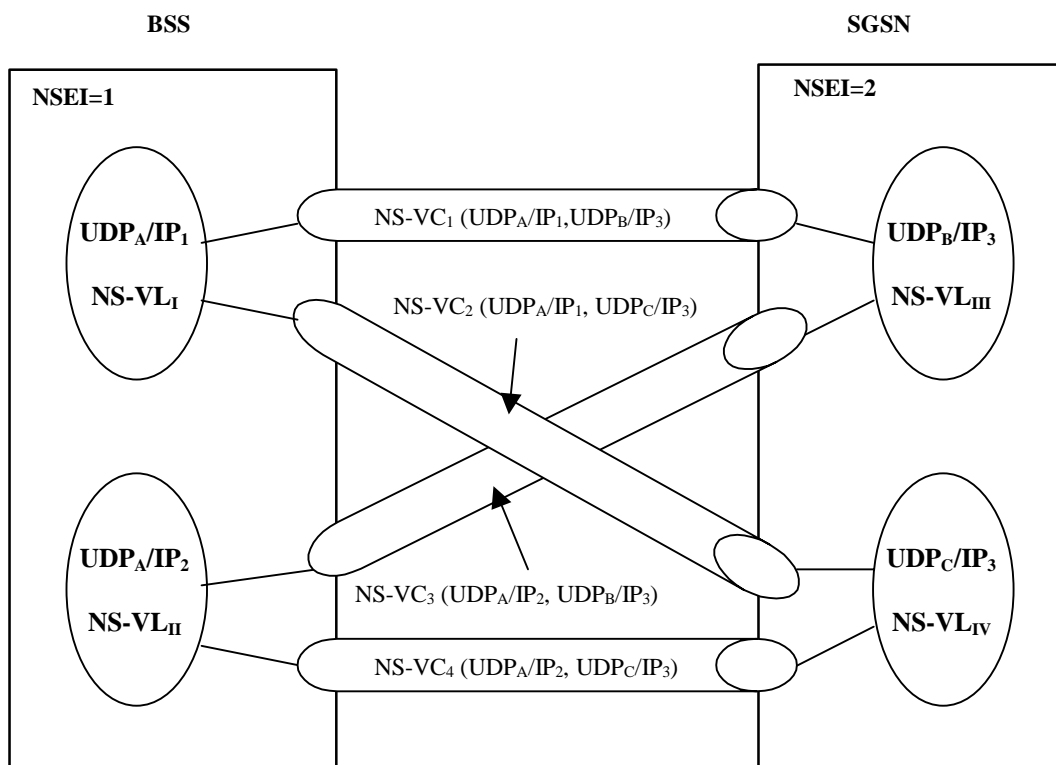 BSS
SGSN
NSEI=1
NSEI=2
UDPA/IP1
NS-VLI
NS-VC1 (UDPA/IP1,UDPB/IP3)
UDPB/IP3
NS-VLIII
NS-VC2 (UDPA/IP1, UDPC/IP3)
UDPA/IP2
NS-VLII
NS-VC3 (UDPA/IP2, UDPB/IP3)
UDPC/IP3
NS-VLIV
NS-VC4 (UDPA/IP2, UDPC/IP3)